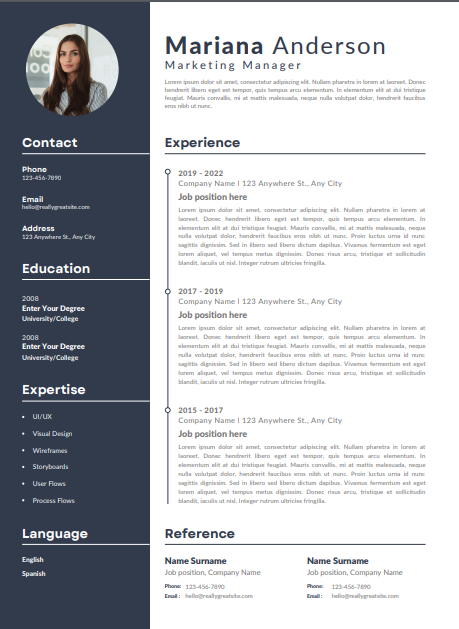 Mariana Anderson
Marketing Manager
Lorem ipsum dolor sit amet, consectetur adipiscing elit. Nullam pharetra in lorem at laoreet. Donec hendrerit libero eget est tempor, quis tempus arcu elementum. In elementum elit at dui tristique feugiat. Mauris convallis, mi at mattis malesuada, neque nulla volutpat dolor, hendrerit faucibus eros nibh ut nunc.
Contact
Phone
123-456-7890
Email
hello@reallygreatsite.com
Address
123 Anywhere St., Any City
Education
2008
Enter Your Degree
University/College
2008
Enter Your Degree
University/College
Expertise
• UI/UX
• Visual Design
• Wireframes
• Storyboards
• User Flows
• Process Flows
Language
English
Spanish
Experience
2019 - 2022
Company Name l 123 Anywhere St., Any City
Job position here
Lorem ipsum dolor sit amet, consectetur adipiscing elit. Nullam pharetra in lorem at
laoreet. Donec hendrerit libero eget est tempor, quis tempus arcu elementum. In
elementum elit at dui tristique feugiat. Mauris convallis, mi at mattis malesuada, neque
nulla volutpat dolor, hendrerit faucibus eros nibh ut nunc. Proin luctus urna id nunc
sagittis dignissim. Sed in libero sed libero dictum dapibus. Vivamus fermentum est eget
lorem aliquet, vel tempus metus dignissim. Donec risus arcu, tristique et sollicitudin
blandit, iaculis ut nisl. Integer rutrum ultricies fringilla.
2017 - 2019
Company Name l 123 Anywhere St., Any City
Job position here
Lorem ipsum dolor sit amet, consectetur adipiscing elit. Nullam pharetra in lorem at
laoreet. Donec hendrerit libero eget est tempor, quis tempus arcu elementum. In
elementum elit at dui tristique feugiat. Mauris convallis, mi at mattis malesuada, neque
nulla volutpat dolor, hendrerit faucibus eros nibh ut nunc. Proin luctus urna id nunc
sagittis dignissim. Sed in libero sed libero dictum dapibus. Vivamus fermentum est eget
lorem aliquet, vel tempus metus dignissim. Donec risus arcu, tristique et sollicitudin
blandit, iaculis ut nisl. Integer rutrum ultricies fringilla.
2015 - 2017
Company Name l 123 Anywhere St., Any City
Job position here
Lorem ipsum dolor sit amet, consectetur adipiscing elit. Nullam pharetra in lorem at
laoreet. Donec hendrerit libero eget est tempor, quis tempus arcu elementum. In
elementum elit at dui tristique feugiat. Mauris convallis, mi at mattis malesuada, neque
nulla volutpat dolor, hendrerit faucibus eros nibh ut nunc. Proin luctus urna id nunc
sagittis dignissim. Sed in libero sed libero dictum dapibus. Vivamus fermentum est eget
lorem aliquet, vel tempus metus dignissim. Donec risus arcu, tristique et sollicitudin
blandit, iaculis ut nisl. Integer rutrum ultricies fringilla.
Reference
Name Surname
Job position, Company Name
Phone: 123-456-7890
Email : hello@reallygreatsite.com
Name Surname
Job position, Company Name
Phone: 123-456-7890
Email : hello@reallygreatsite.com